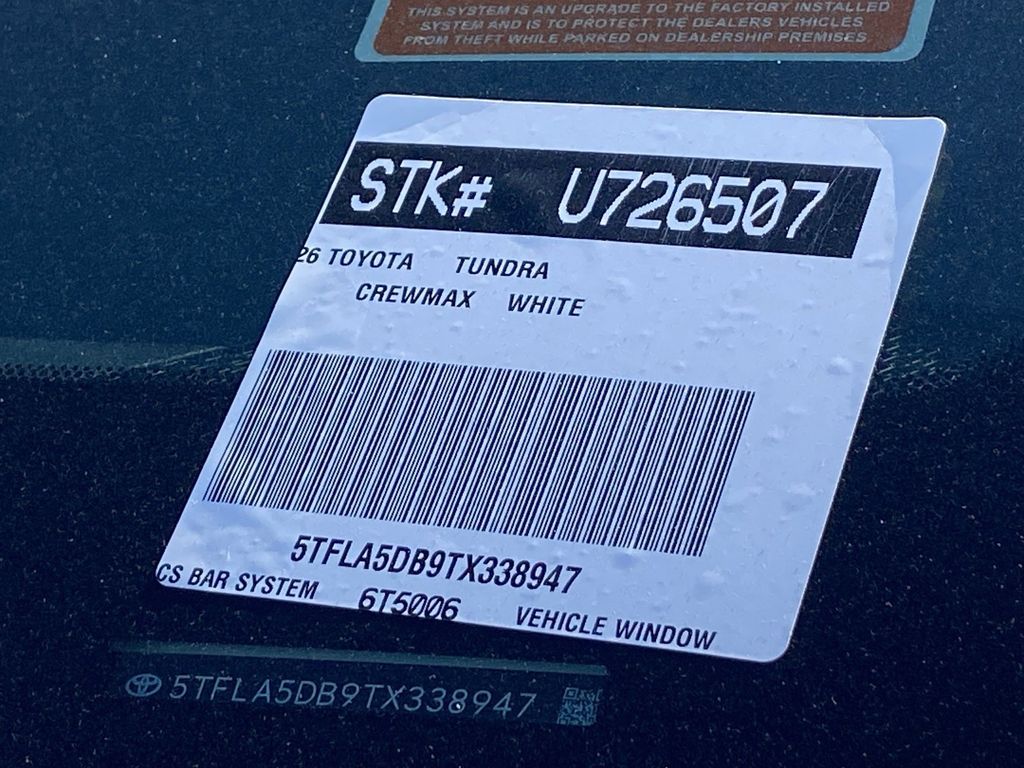 THIS SYSTEM IS AN UPGRADE TO THE FACTORY INSTALLED
SYSTEM AND IS TO PROTECT THE DEALERS VEHICLES
FROM THEFT WHILE PARKED ON DEALERSHIP PREMISES
STK# U726507
26 TOYOTA TUNDRA
CREWMAX WHITE
5TFLA5DB9TX338947
CS BAR SYSTEM 6T5006 VEHICLE WINDOW
5TFLA5DB9TX338947